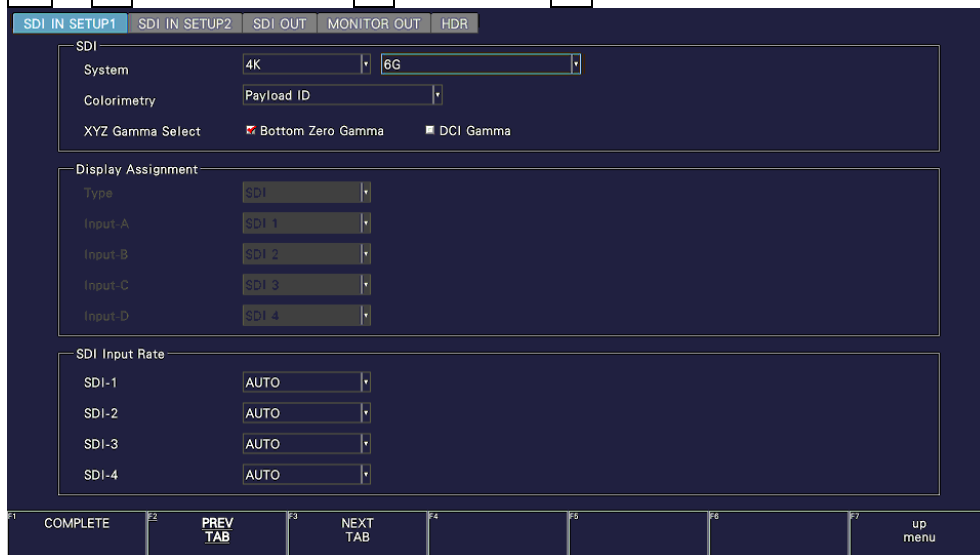 SDI IN SETUP1 SDI IN SETUP2 SDI OUT MONITOR OUT HDR
SDI
System 4K 6G
Colorimetry Payload ID
XYZ Gamma Select Bottom Zero Gamma DCI Gamma
Display Assignment
Type SDI
Input-A SDI 1
Input-B SDI 2
Input-C SDI 3
Input-D SDI 4
SDI Input Rate
SDI-1 AUTO
SDI-2 AUTO
SDI-3 AUTO
SDI-4 AUTO
F1 COMPLETE F2 PREV F3 NEXT F4 F5 F6 F7 up
TAB TAB menu